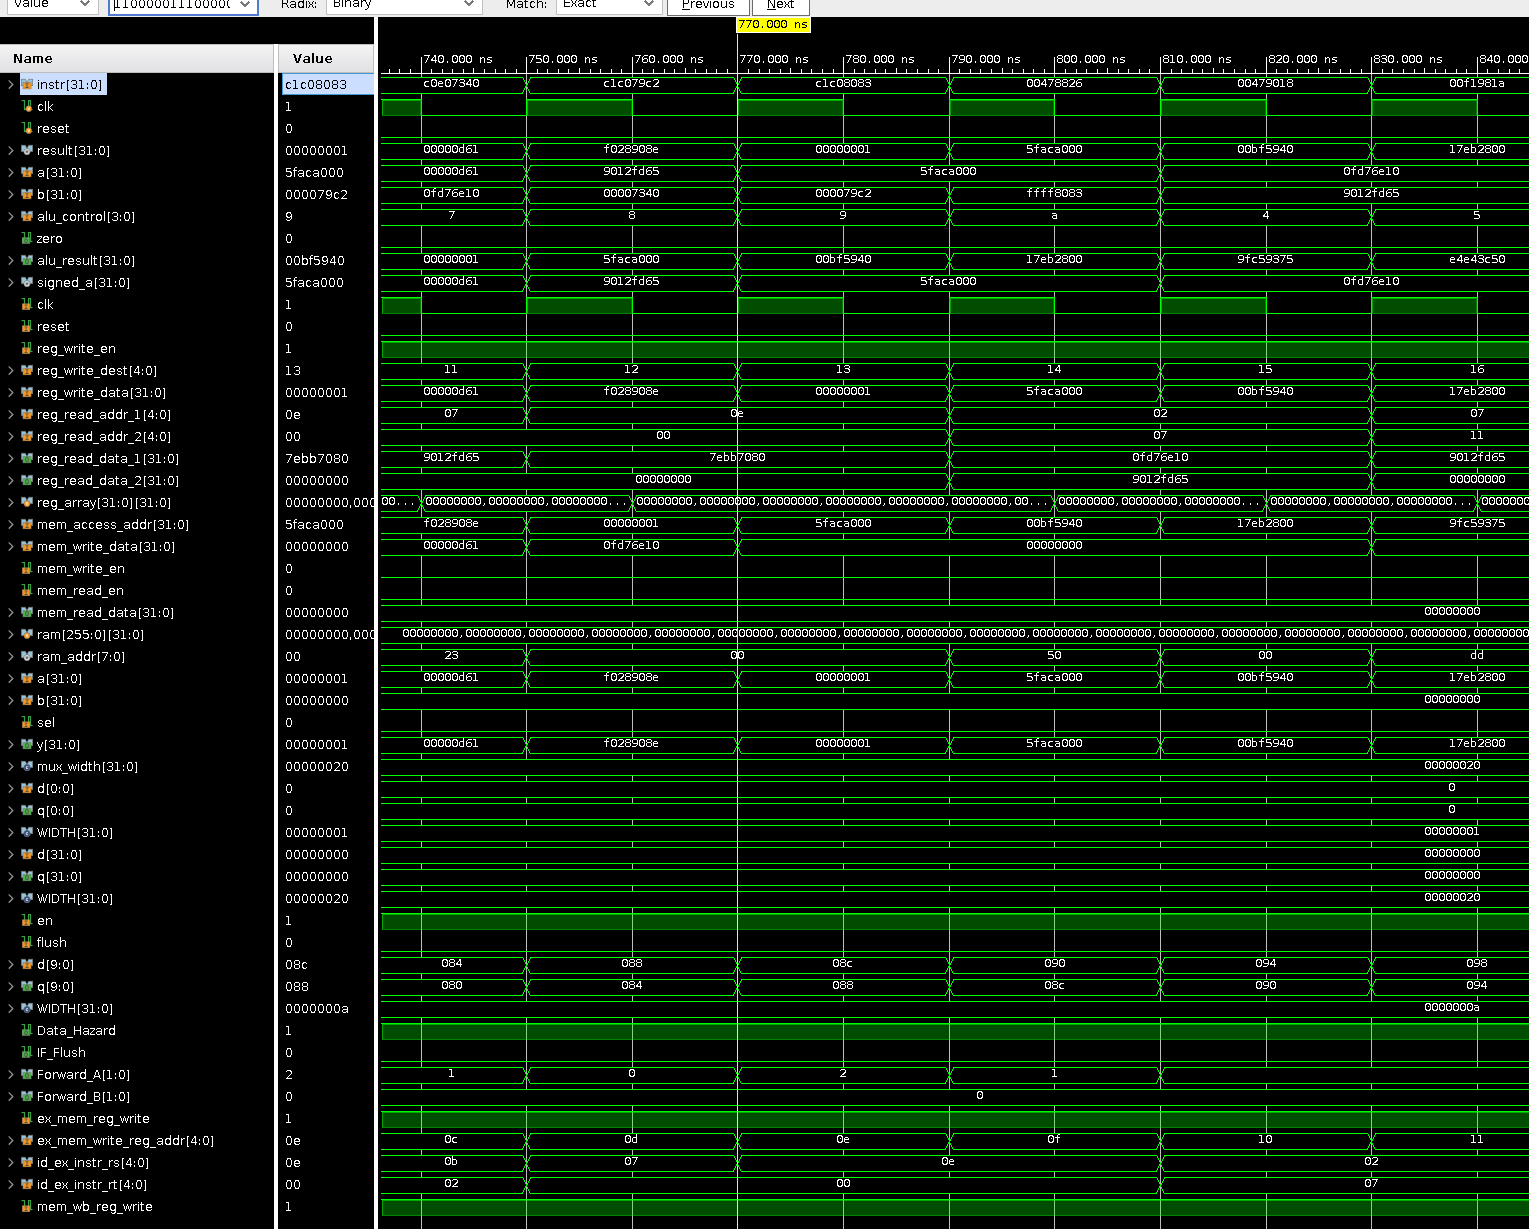 Value 110000011100000 Radix: Binary Match: Exact Previous Next
770.000 ns
Name Value 740.000 ns 750.000 ns 760.000 ns 770.000 ns 780.000 ns 790.000 ns 800.000 ns 810.000 ns 820.000 ns 830.000 ns 840.000
instr[31:0] c1c08083 c0e07340 c1c079c2 c1c08083 00478826 00479018 00f1981a
clk 1
reset 0
result[31:0] 00000001 00000d61 f028908e 00000001 5faca000 00bf5940 17eb2800
a[31:0] 5faca000 00000d61 9012fd65 5faca000 0fd76e10
b[31:0] 000079c2 0fd76e10 00007340 000079c2 ffff8083 9012fd65
alu_control[3:0] 9 7 8 9 a 4 5
zero 0
alu_result[31:0] 00bf5940 00000001 5faca000 00bf5940 17eb2800 9fc59375 e4e43c50
signed_a[31:0] 5faca000 00000d61 9012fd65 5faca000 0fd76e10
clk 1
reset 0
reg_write_en 1
reg_write_dest[4:0] 13 11 12 13 14 15 16
reg_write_data[31:0] 00000001 00000d61 f028908e 00000001 5faca000 00bf5940 17eb2800
reg_read_addr_1[4:0] 0e 07 0e 02 07
reg_read_addr_2[4:0] 00 00 07 11
reg_read_data_1[31:0] 7ebb7080 9012fd65 7ebb7080 0fd76e10 9012fd65
reg_read_data_2[31:0] 00000000 00000000 9012fd65 00000000
reg_array[31:0][31:0] 00000000,000 00... 00000000,00000000,00000000... 00000000,00000000,00000000,00000000,00000000,00... 00000000,00000000,00000000... 00000000,00000000,00000000... 0000000
mem_access_addr[31:0] 5faca000 f028908e 00000001 5faca000 00bf5940 17eb2800 9fc59375
mem_write_data[31:0] 00000000 00000d61 0fd76e10 00000000
mem_write_en 0
mem_read_en 0
mem_read_data[31:0] 00000000 00000000
ram[255:0][31:0] 00000000,000 00000000,00000000,00000000,00000000,00000000,00000000,00000000,00000000,00000000,00000000,00000000,00000000,00000000,00000000,00000000,00000000
ram_addr[7:0] 00 23 00 50 00 dd
a[31:0] 00000001 00000d61 f028908e 00000001 5faca000 00bf5940 17eb2800
b[31:0] 00000000 00000000
sel 0
y[31:0] 00000001 00000d61 f028908e 00000001 5faca000 00bf5940 17eb2800
mux_width[31:0] 00000020 00000020
d[0:0] 0 0
q[0:0] 0 0
WIDTH[31:0] 00000001 00000001
d[31:0] 00000000 00000000
q[31:0] 00000000 00000000
WIDTH[31:0] 00000020 00000020
en 1
flush 0
d[9:0] 08c 084 088 08c 090 094 098
q[9:0] 088 080 084 088 08c 090 094
WIDTH[31:0] 0000000a 0000000a
Data_Hazard 1
IF_Flush 0
Forward_A[1:0] 2 1 0 2 1
Forward_B[1:0] 0 0
ex_mem_reg_write 1
ex_mem_write_reg_addr[4:0] 0e 0c 0d 0e 0f 10 11
id_ex_instr_rs[4:0] 0e 0b 07 0e 02
id_ex_instr_rt[4:0] 00 02 00 07
mem_wb_reg_write 1